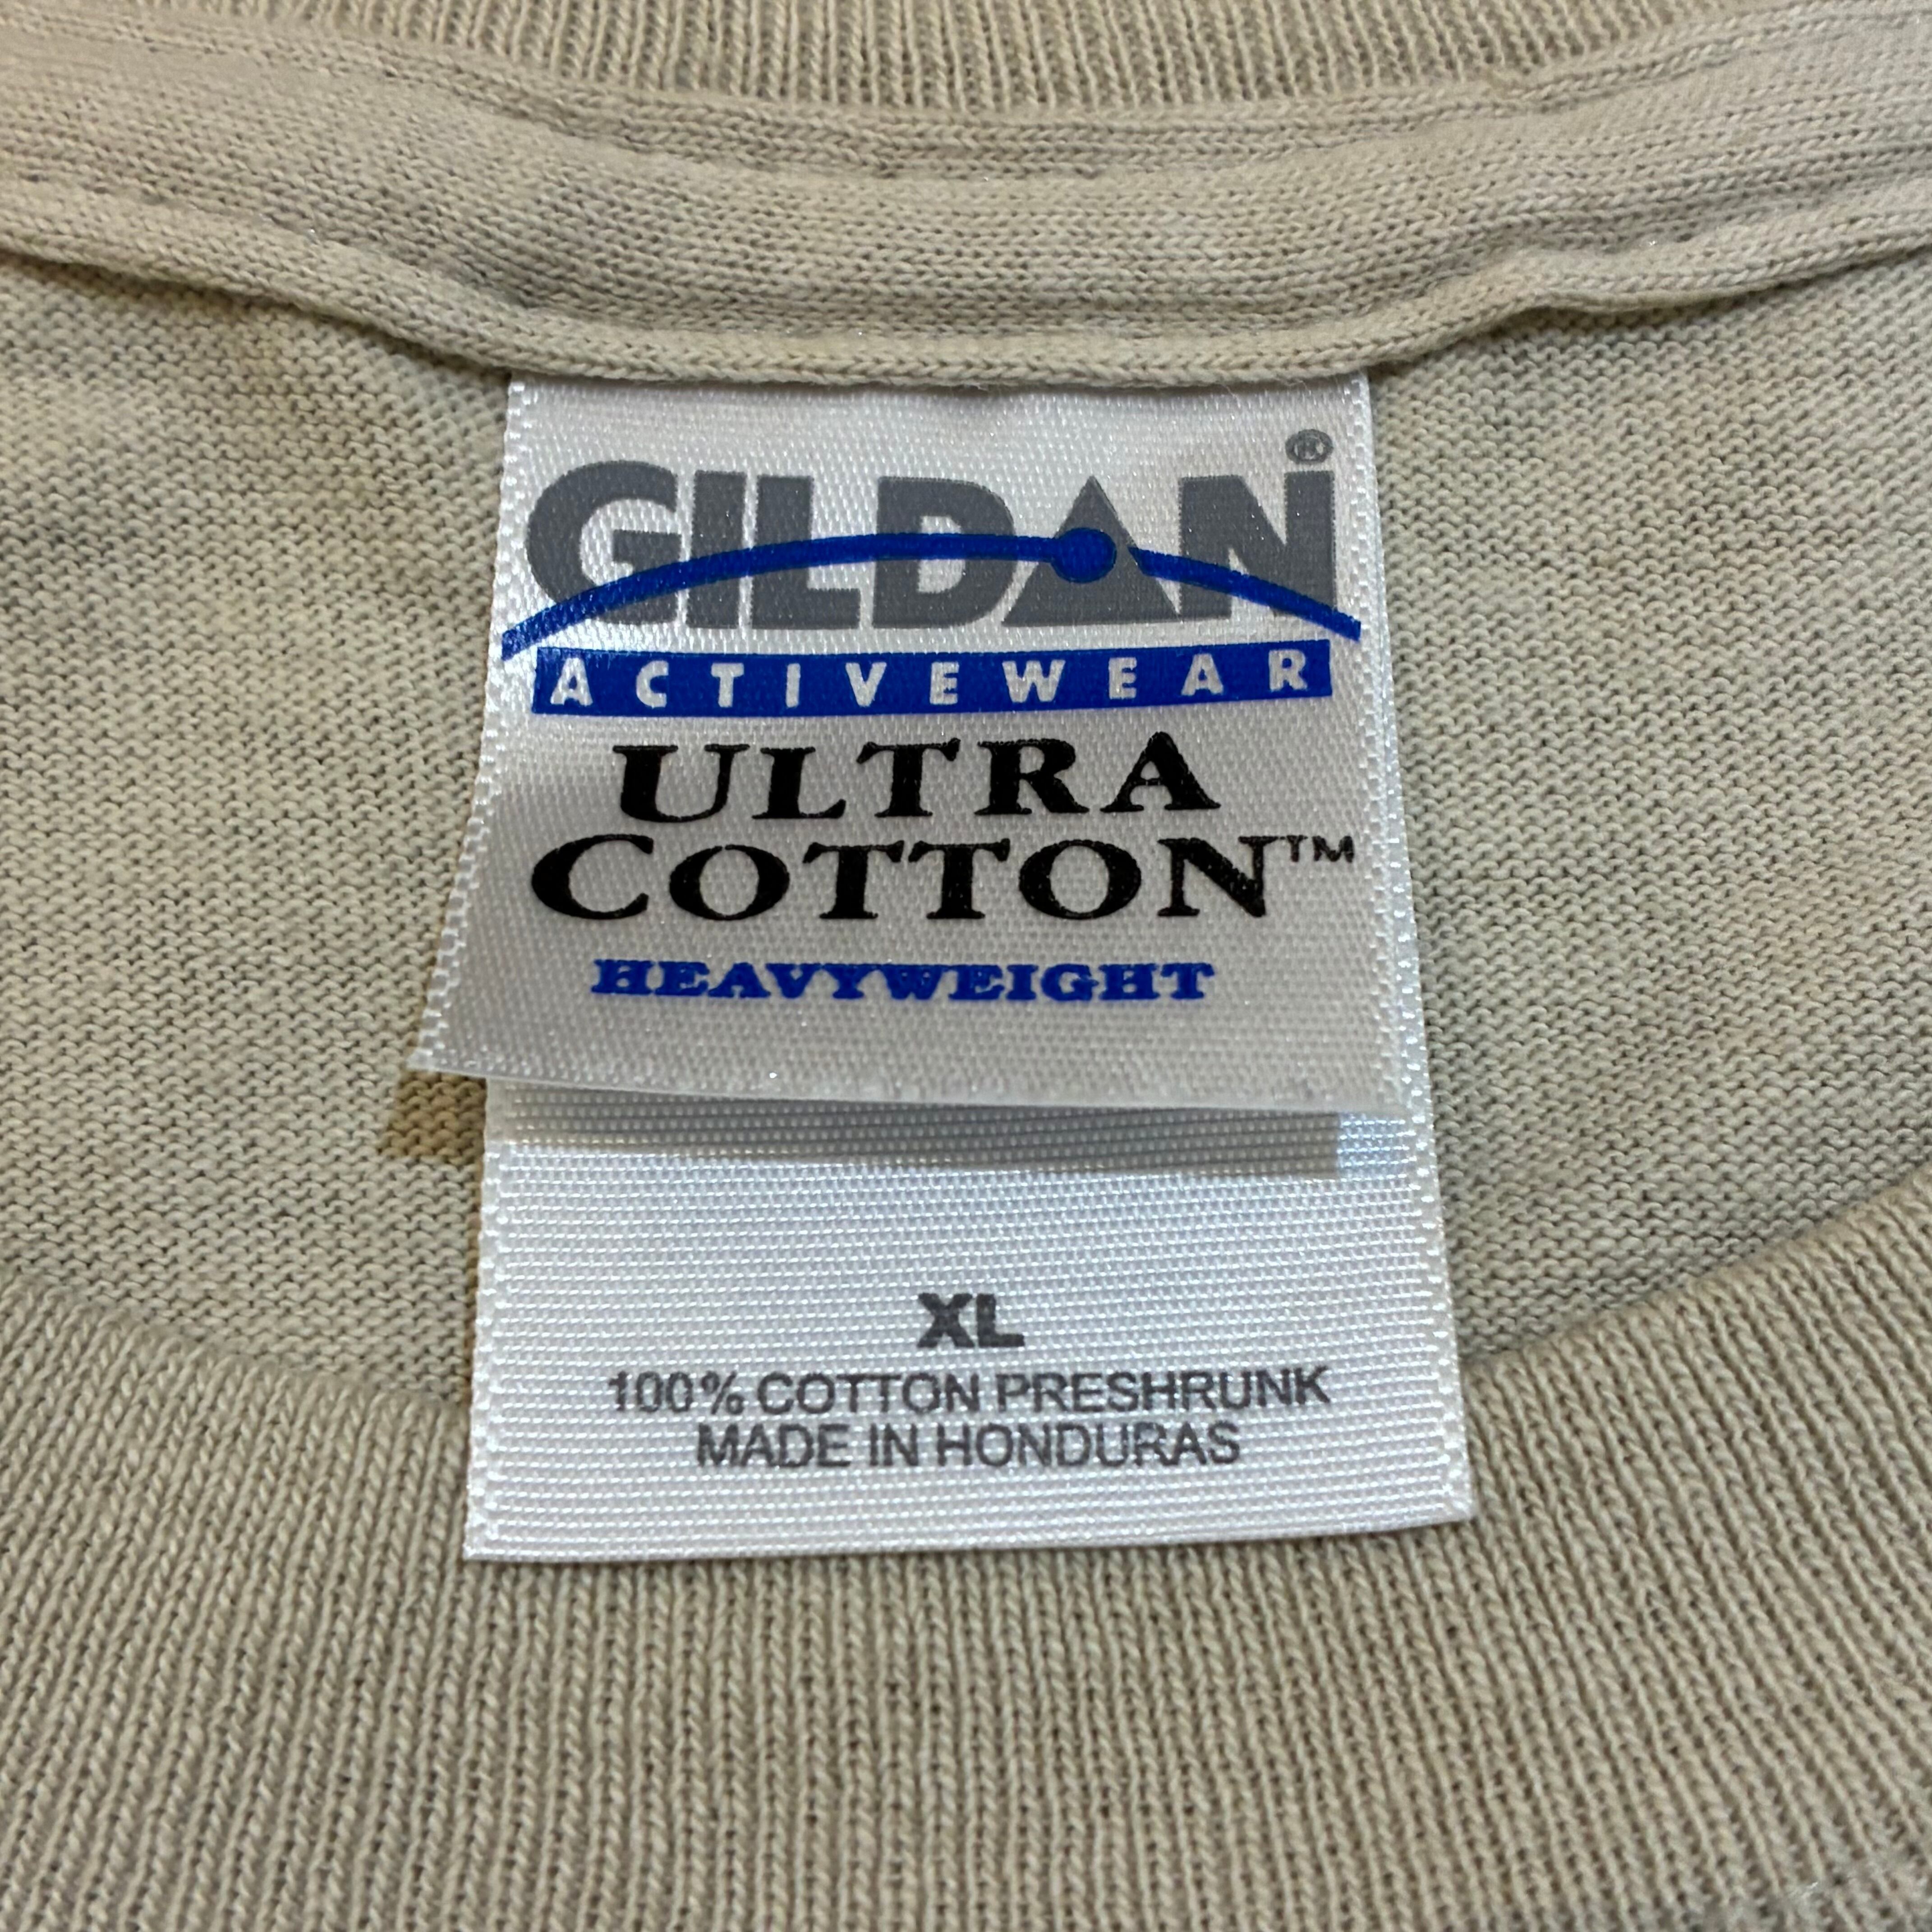 GILDAN®
ACTIVEWEAR
ULTRA
COTTON™
HEAVYWEIGHT
XL
100% COTTON PRESHRUNK
MADE IN HONDURAS